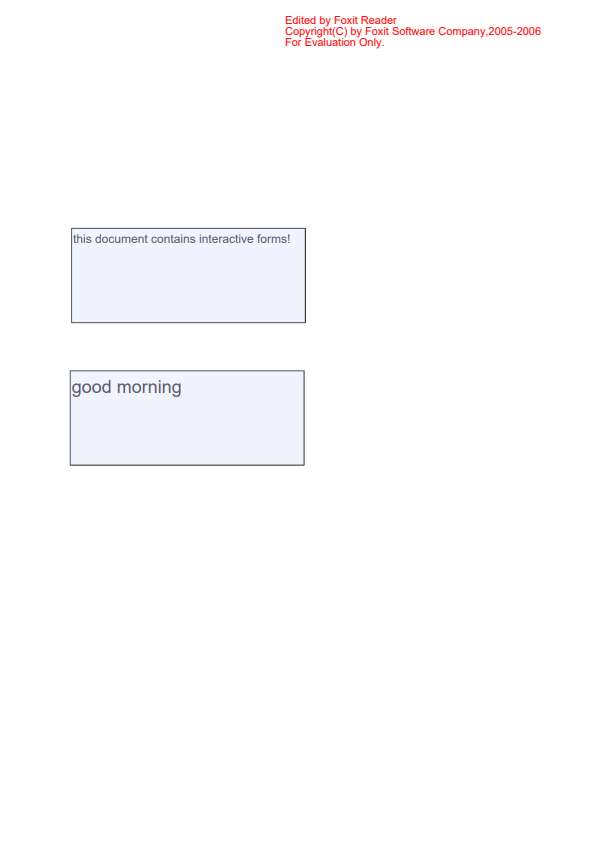 Edited by Foxit Reader
Copyright(C) by Foxit Software Company,2005-2006
For Evaluation Only.
this document contains interactive forms!
good morning